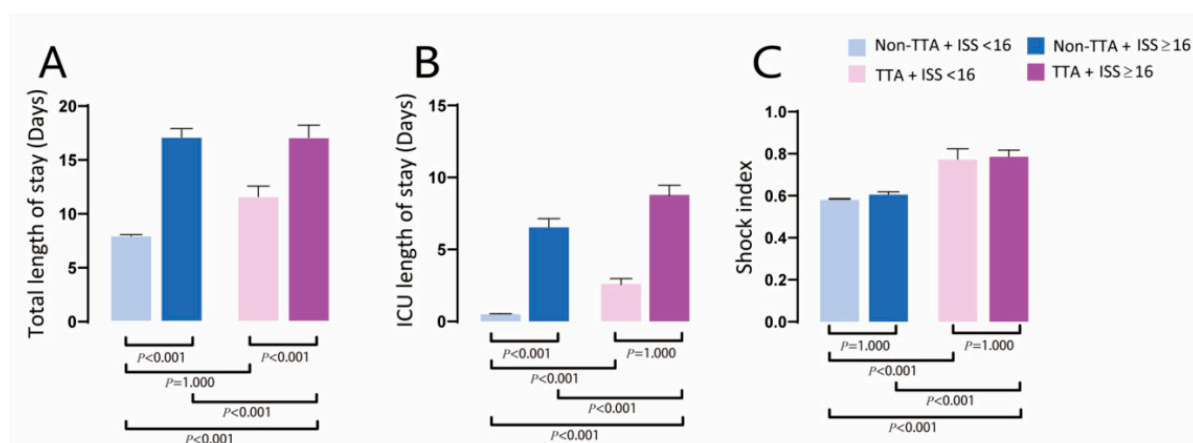 A
B
C
Non-TTA + ISS <16
Non-TTA + ISS ≥16
TTA + ISS <16
TTA + ISS ≥16
Total length of stay (Days)
20
15
10
5
0
P<0.001
P<0.001
P=1.000
P<0.001
P<0.001
ICU length of stay (Days)
15
10
5
0
P<0.001
P=1.000
P<0.001
P<0.001
P<0.001
Shock index
1.0
0.8
0.6
0.4
0.2
0.0
P=1.000
P=1.000
P<0.001
P<0.001
P<0.001